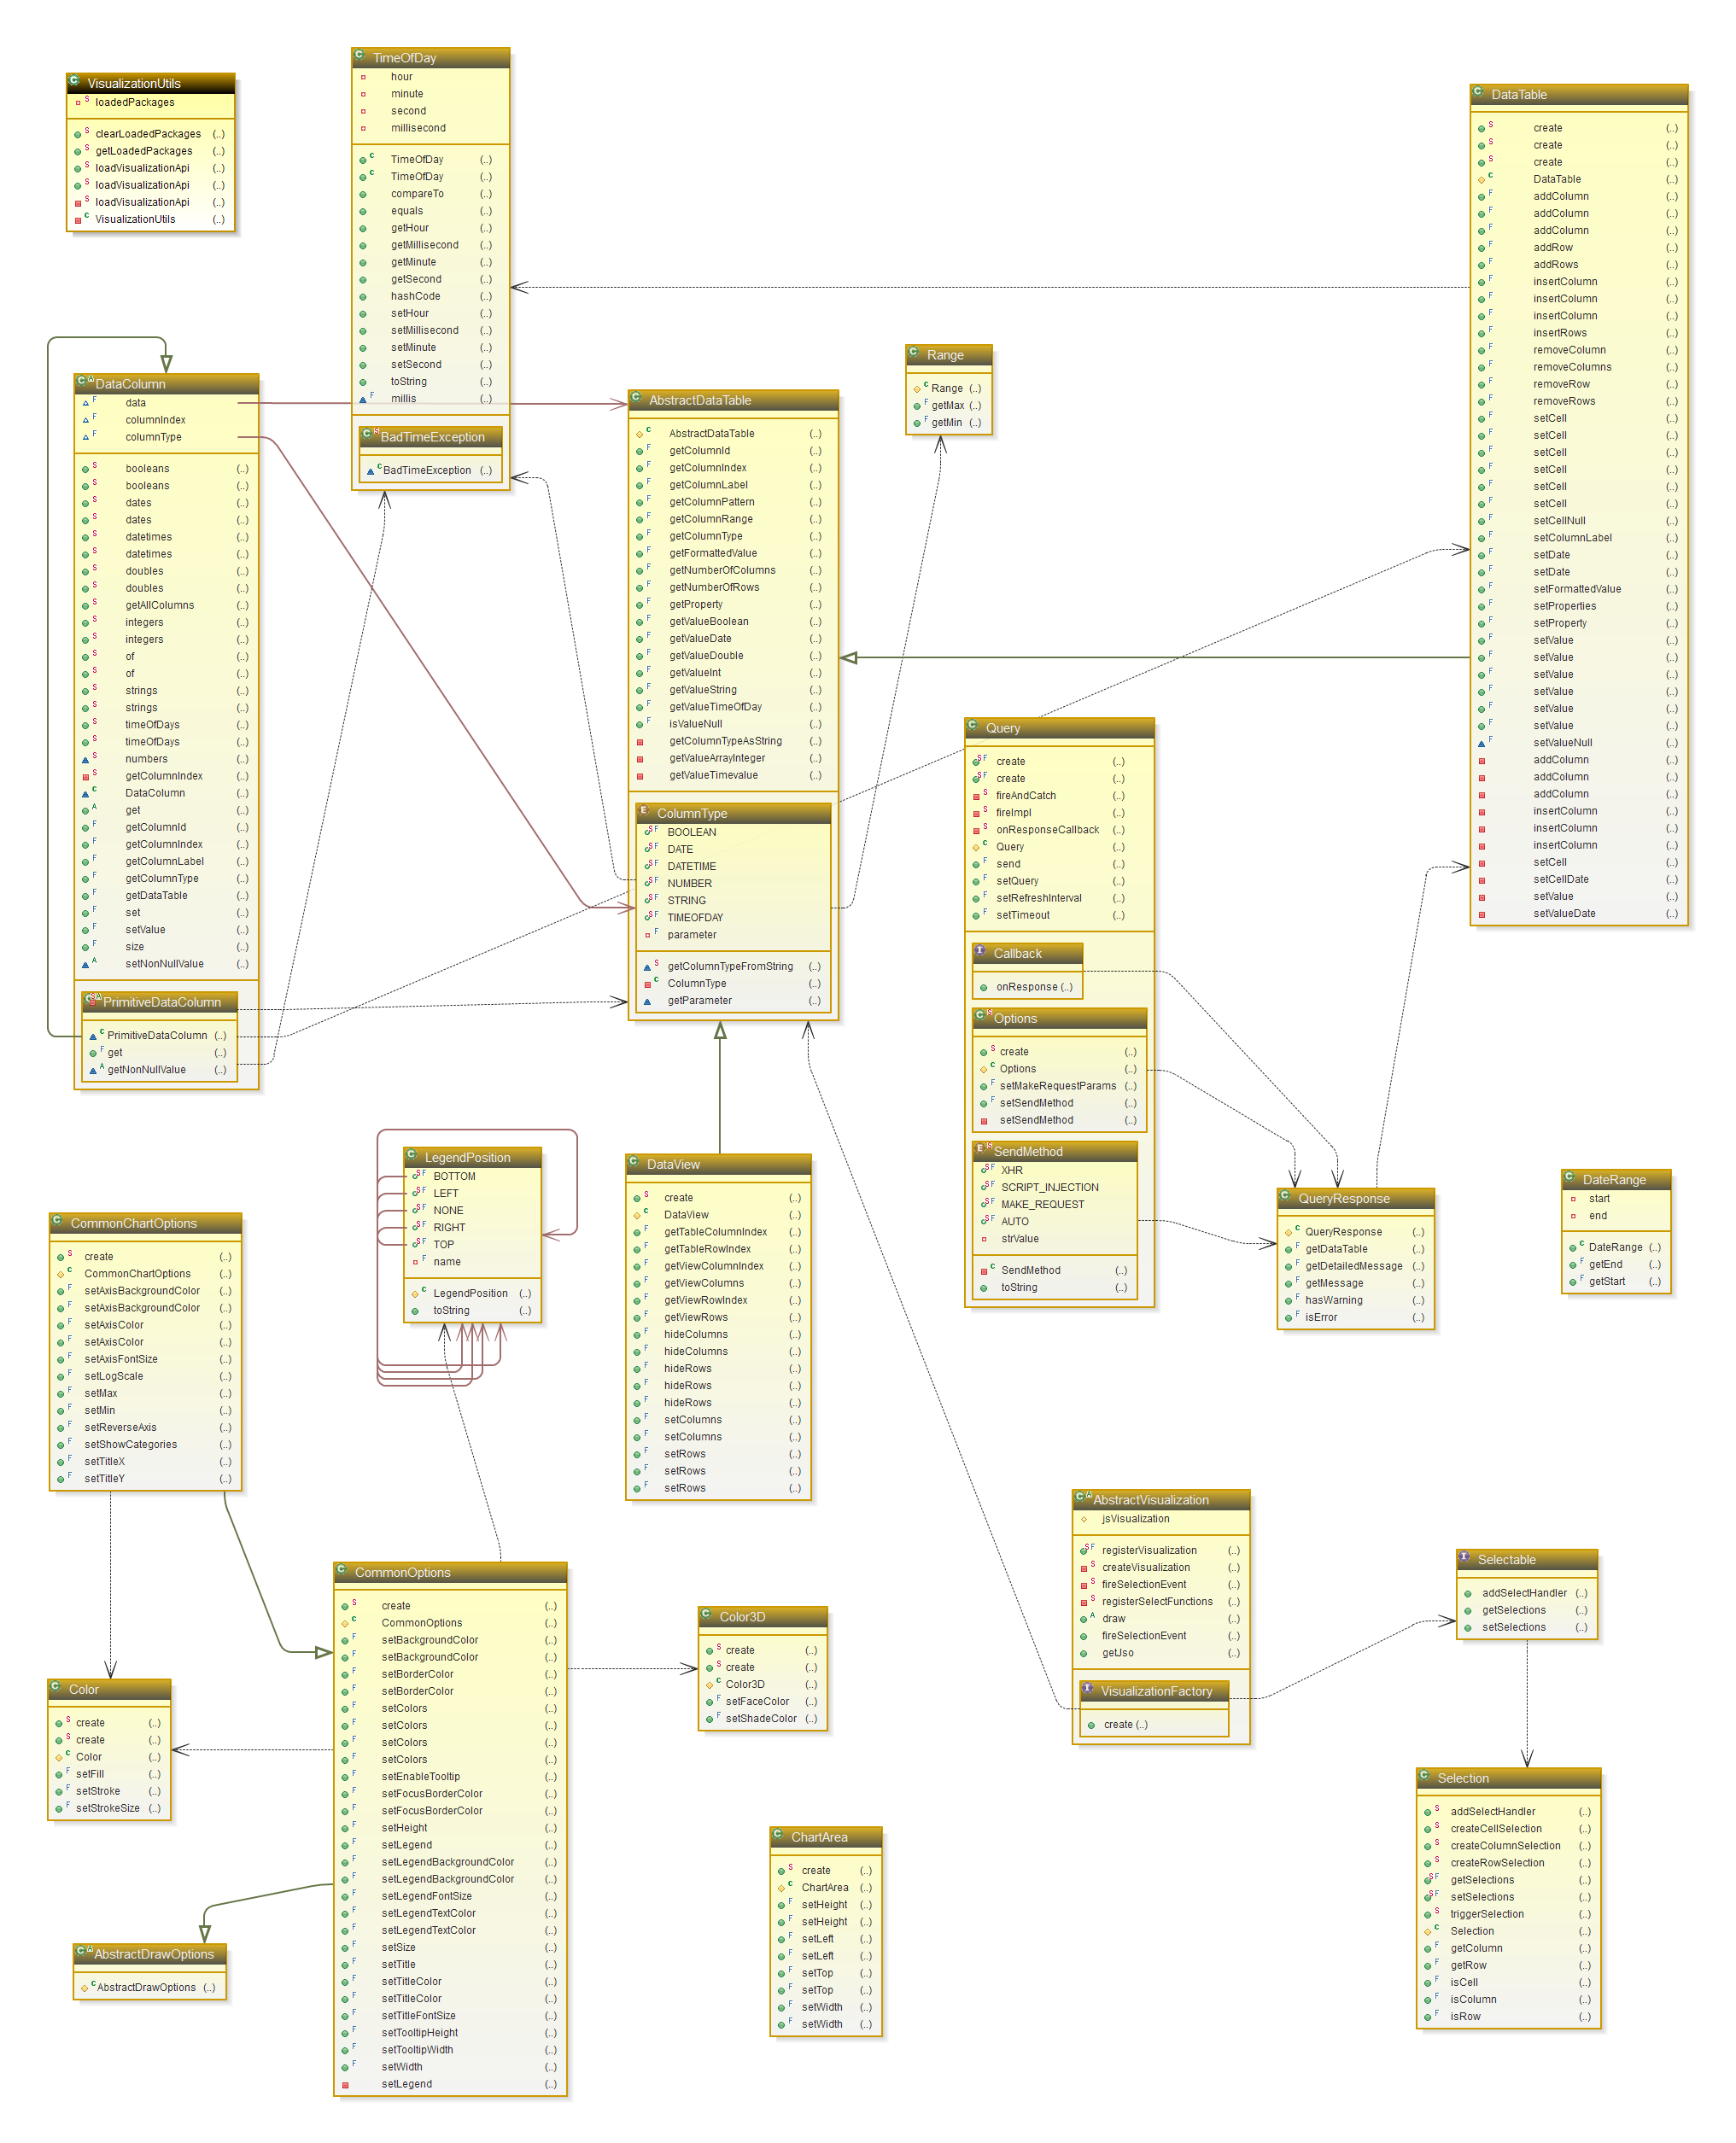 VisualizationUtils
loadedPackages
clearLoadedPackages (..)
getLoadedPackages (..)
loadVisualizationApi (..)
loadVisualizationApi (..)
loadVisualizationApi (..)
VisualizationUtils (..)
TimeOfDay
hour
minute
second
millisecond
TimeOfDay (..)
TimeOfDay (..)
compareTo (..)
equals (..)
getHour (..)
getMillisecond (..)
getMinute (..)
getSecond (..)
hashCode (..)
setHour (..)
setMillisecond (..)
setMinute (..)
setSecond (..)
toString (..)
millis (..)
BadTimeException
BadTimeException (..)
DataTable
create (..)
create (..)
create (..)
DataTable (..)
addColumn (..)
addColumn (..)
addColumn (..)
addRow (..)
addRows (..)
insertColumn (..)
insertColumn (..)
insertColumn (..)
insertRows (..)
removeColumn (..)
removeColumns (..)
removeRow (..)
removeRows (..)
setCell (..)
setCell (..)
setCell (..)
setCell (..)
setCell (..)
setCell (..)
setCellNull (..)
setColumnLabel (..)
setDate (..)
setDate (..)
setFormattedValue (..)
setProperties (..)
setProperty (..)
setValue (..)
setValue (..)
setValue (..)
setValue (..)
setValue (..)
setValue (..)
setValueNull (..)
addColumn (..)
addColumn (..)
addColumn (..)
insertColumn (..)
insertColumn (..)
insertColumn (..)
setCell (..)
setCellDate (..)
setValue (..)
setValueDate (..)
Range
Range (..)
getMax (..)
getMin (..)
DataColumn
data
columnIndex
columnType
booleans (..)
booleans (..)
dates (..)
dates (..)
datetimes (..)
datetimes (..)
doubles (..)
doubles (..)
getAllColumns (..)
integers (..)
integers (..)
of (..)
of (..)
strings (..)
strings (..)
timeOfDays (..)
timeOfDays (..)
numbers (..)
getColumnIndex (..)
DataColumn (..)
get (..)
getColumnId (..)
getColumnIndex (..)
getColumnLabel (..)
getColumnType (..)
getDataTable (..)
set (..)
setValue (..)
size (..)
setNonNullValue (..)
PrimitiveDataColumn
PrimitiveDataColumn (..)
get (..)
getNonNullValue (..)
AbstractDataTable
AbstractDataTable (..)
getColumnId (..)
getColumnIndex (..)
getColumnLabel (..)
getColumnPattern (..)
getColumnRange (..)
getColumnType (..)
getFormattedValue (..)
getNumberOfColumns (..)
getNumberOfRows (..)
getProperty (..)
getValueBoolean (..)
getValueDate (..)
getValueDouble (..)
getValueInt (..)
getValueString (..)
getValueTimeOfDay (..)
isValueNull (..)
getColumnTypeAsString (..)
getValueArrayInteger (..)
getValueTimevalue (..)
ColumnType
BOOLEAN
DATE
DATETIME
NUMBER
STRING
TIMEOFDAY
parameter
getColumnTypeFromString (..)
ColumnType (..)
getParameter (..)
Query
create (..)
create (..)
fireAndCatch (..)
fireImpl (..)
onResponseCallback (..)
Query (..)
send (..)
setQuery (..)
setRefreshInterval (..)
setTimeout (..)
Callback
onResponse (..)
Options
create (..)
Options (..)
setMakeRequestParams (..)
setSendMethod (..)
setSendMethod (..)
SendMethod
XHR
SCRIPT_INJECTION
MAKE_REQUEST
AUTO
strValue
SendMethod (..)
toString (..)
LegendPosition
BOTTOM
LEFT
NONE
RIGHT
TOP
name
LegendPosition (..)
toString (..)
DataView
create (..)
DataView (..)
getTableColumnIndex (..)
getTableRowIndex (..)
getViewColumnIndex (..)
getViewColumns (..)
getViewRowIndex (..)
getViewRows (..)
hideColumns (..)
hideColumns (..)
hideRows (..)
hideRows (..)
hideRows (..)
setColumns (..)
setColumns (..)
setRows (..)
setRows (..)
setRows (..)
QueryResponse
QueryResponse (..)
getDataTable (..)
getDetailedMessage (..)
getMessage (..)
hasWarning (..)
isError (..)
DateRange
start
end
DateRange (..)
getEnd (..)
getStart (..)
CommonChartOptions
create (..)
CommonChartOptions (..)
setAxisBackgroundColor (..)
setAxisBackgroundColor (..)
setAxisColor (..)
setAxisColor (..)
setAxisFontSize (..)
setLogScale (..)
setMax (..)
setMin (..)
setReverseAxis (..)
setShowCategories (..)
setTitleX (..)
setTitleY (..)
AbstractVisualization
jsVisualization
registerVisualization (..)
createVisualization (..)
fireSelectionEvent (..)
registerSelectFunctions (..)
draw (..)
fireSelectionEvent (..)
getJso (..)
VisualizationFactory
create (..)
Selectable
addSelectHandler (..)
getSelections (..)
setSelections (..)
CommonOptions
create (..)
CommonOptions (..)
setBackgroundColor (..)
setBackgroundColor (..)
setBorderColor (..)
setBorderColor (..)
setColors (..)
setColors (..)
setColors (..)
setColors (..)
setEnableTooltip (..)
setFocusBorderColor (..)
setFocusBorderColor (..)
setHeight (..)
setLegend (..)
setLegendBackgroundColor (..)
setLegendBackgroundColor (..)
setLegendFontSize (..)
setLegendTextColor (..)
setLegendTextColor (..)
setSize (..)
setTitle (..)
setTitleColor (..)
setTitleColor (..)
setTitleFontSize (..)
setTooltipHeight (..)
setTooltipWidth (..)
setWidth (..)
setLegend (..)
Color3D
create (..)
create (..)
Color3D (..)
setFaceColor (..)
setShadeColor (..)
Color
create (..)
create (..)
Color (..)
setFill (..)
setStroke (..)
setStrokeSize (..)
ChartArea
create (..)
ChartArea (..)
setHeight (..)
setHeight (..)
setLeft (..)
setLeft (..)
setTop (..)
setTop (..)
setWidth (..)
setWidth (..)
Selection
addSelectHandler (..)
createCellSelection (..)
createColumnSelection (..)
createRowSelection (..)
getSelections (..)
setSelections (..)
triggerSelection (..)
Selection (..)
getColumn (..)
getRow (..)
isCell (..)
isColumn (..)
isRow (..)
AbstractDrawOptions
AbstractDrawOptions (..)